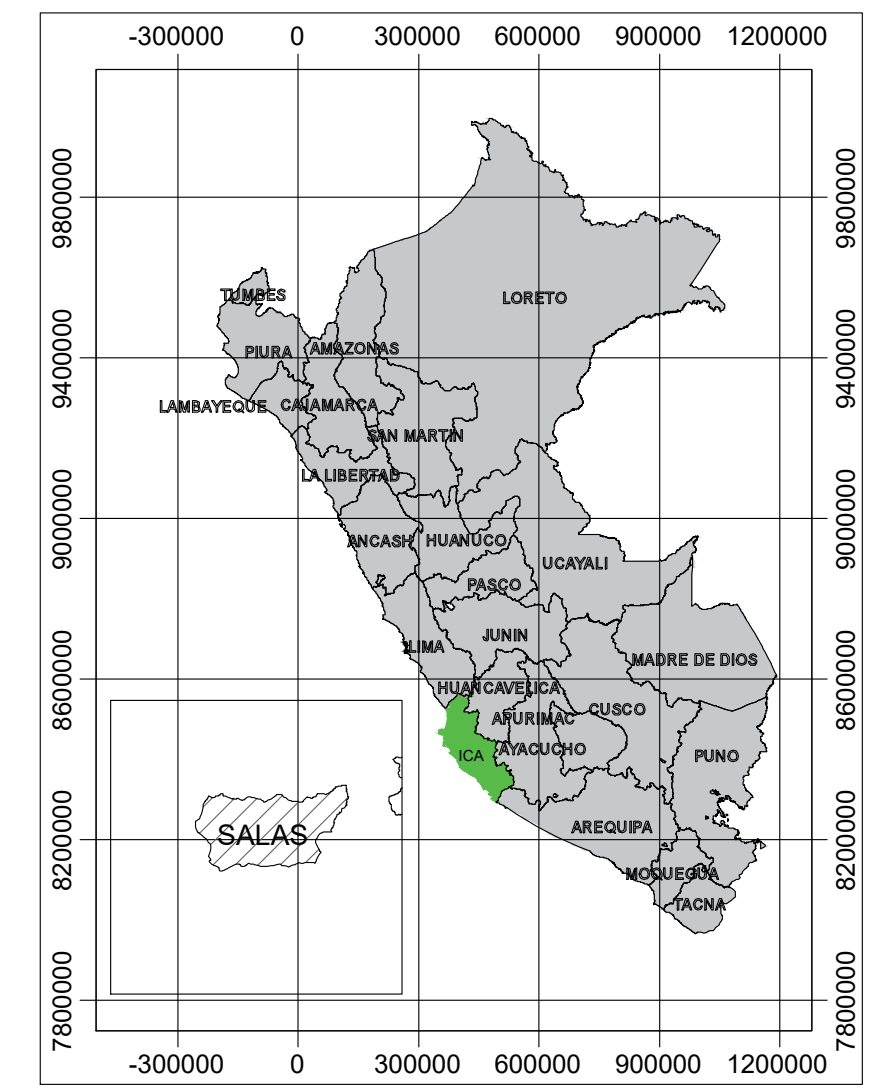 -300000 0 300000 600000 9000000 1200000
9800000 9800000
TUMBES LORETO
PIURA AMAZONAS
9400000 9400000
LAMBAYEQUE CAJAMARCA
SAN MARTIN
LA LIBERTAD
9000000 9000000
ANCASH HUANUCO
UCAYALI
PASCO
JUNIN
LIMA
MADRE DE DIOS
8600000 8600000
HUANCAVELICA
CUSCO
APURIMAC
AYACUCHO
ICA PUNO
SALAS AREQUIPA
8200000 8200000
MOQUEGUA
TACNA
7800000 7800000
-300000 0 300000 600000 9000000 1200000